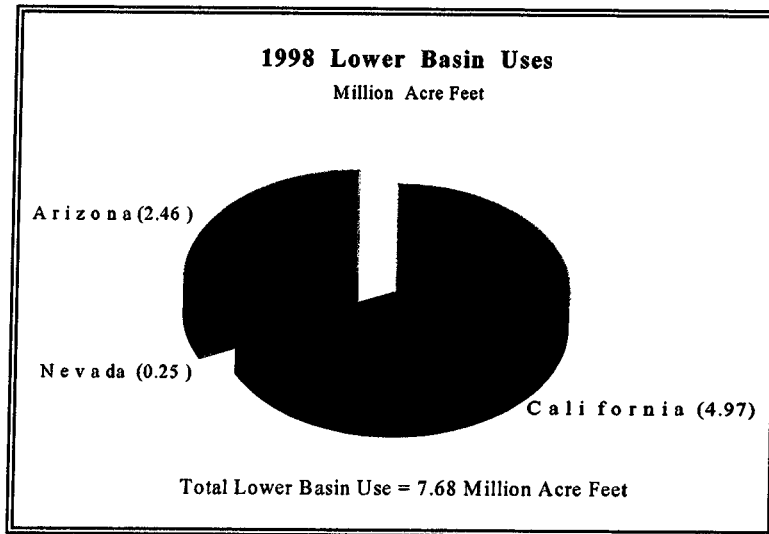 1998 Lower Basin Uses
Million Acre Feet
Arizona (2.46)
Nevada (0.25)
California (4.97)
Total Lower Basin Use = 7.68 Million Acre Feet